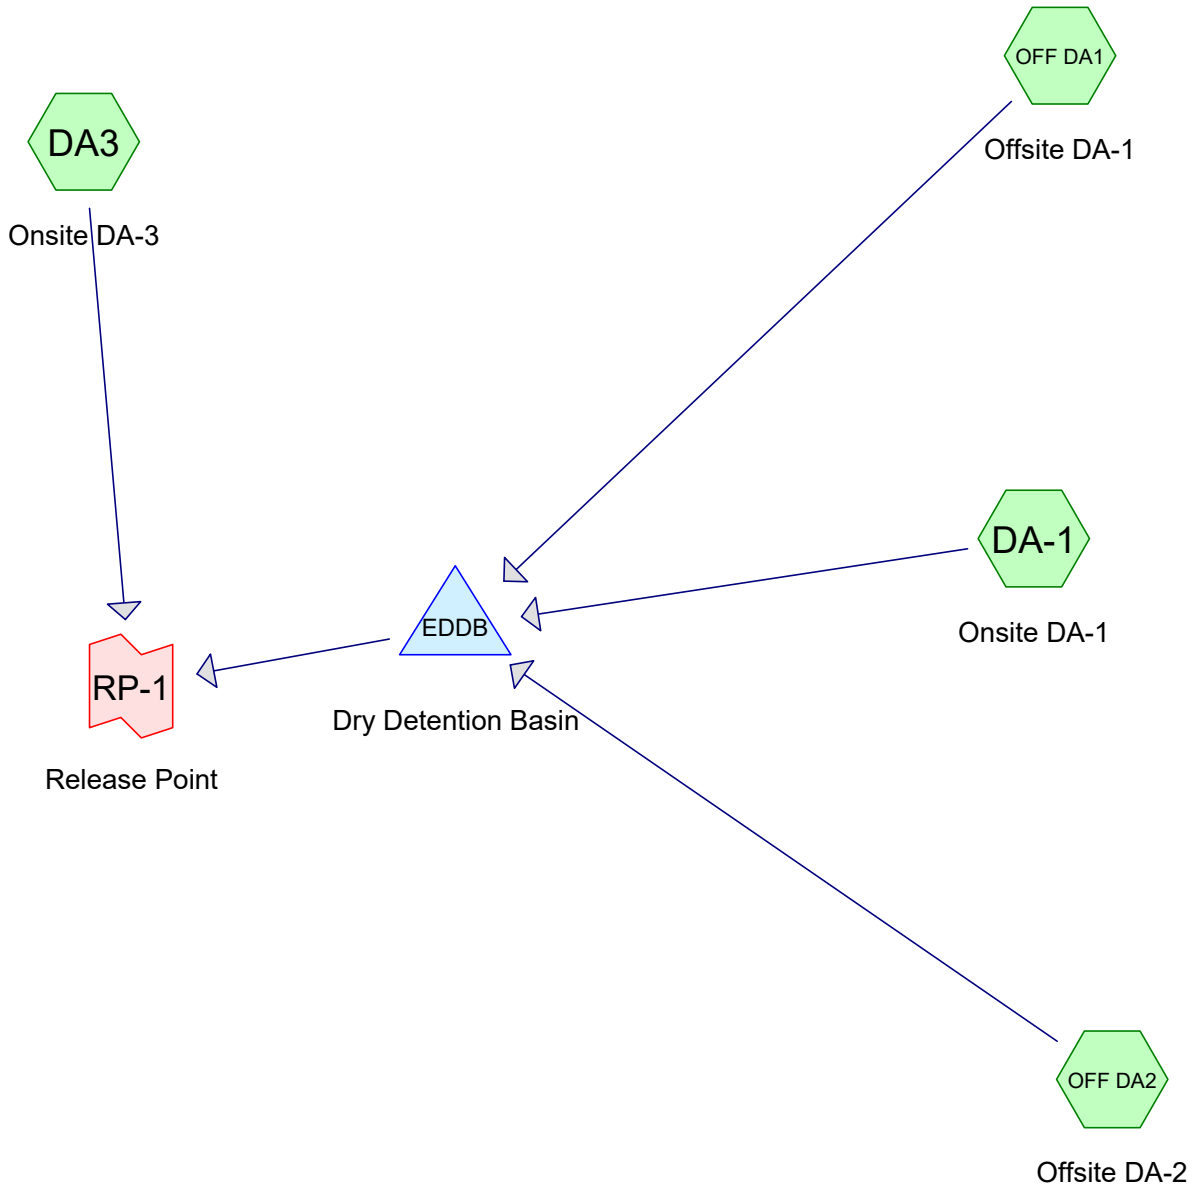 OFF DA1
Offsite DA-1
DA3
Onsite DA-3
DA-1
Onsite DA-1
EDDB
Dry Detention Basin
RP-1
Release Point
OFF DA2
Offsite DA-2